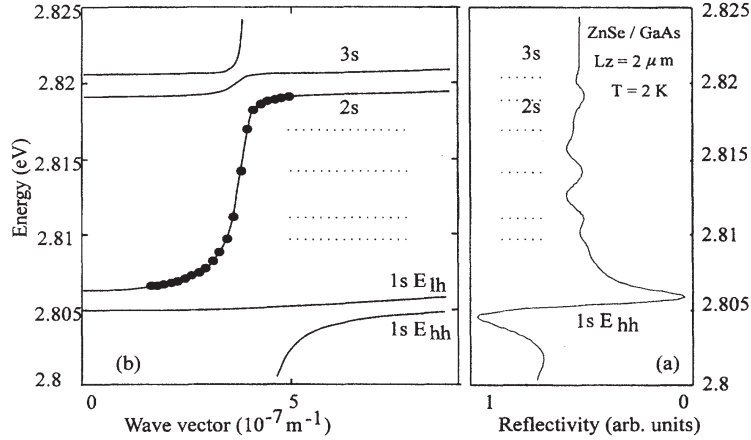 2.825
2.82
2.815
2.81
2.805
2.8
Energy (eV)
3s
2s
1s E lh
1s E hh
(b)
0
5
Wave vector (10-7 m-1)
ZnSe / GaAs
Lz = 2 μm
T = 2 K
3s
2s
1s E hh
(a)
1
0
Reflectivity (arb. units)
2.825
2.82
2.815
2.81
2.805
2.8